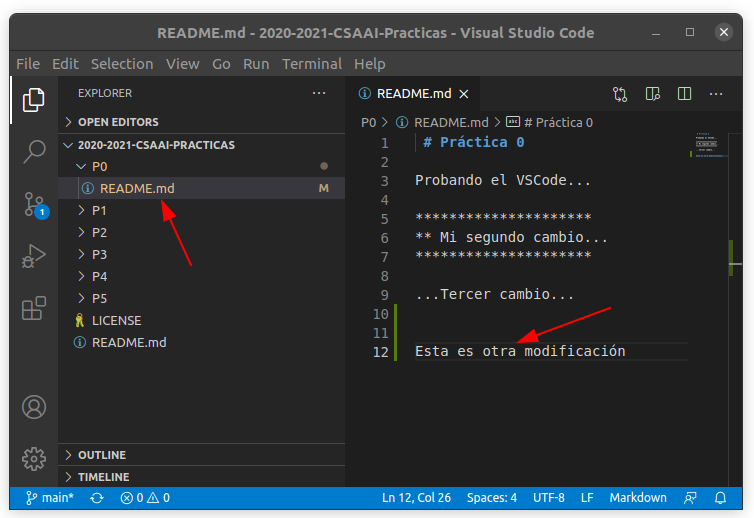 README.md - 2020-2021-CSAAI-Practicas - Visual Studio Code
File Edit Selection View Go Run Terminal Help
EXPLORER
OPEN EDITORS
2020-2021-CSAAI-PRACTICAS
P0
README.md M
P1
P2
P3
P4
P5
LICENSE
README.md
OUTLINE
TIMELINE
1
README.md
P0 > README.md > abc # Práctica 0
1 # Práctica 0
2
3 Probando el VSCode...
4
5 *********************
6 ** Mi segundo cambio...
7 *********************
8
9 ...Tercer cambio...
10
11
12 Esta es otra modificación
main* 0 0 Ln 12, Col 26 Spaces: 4 UTF-8 LF Markdown